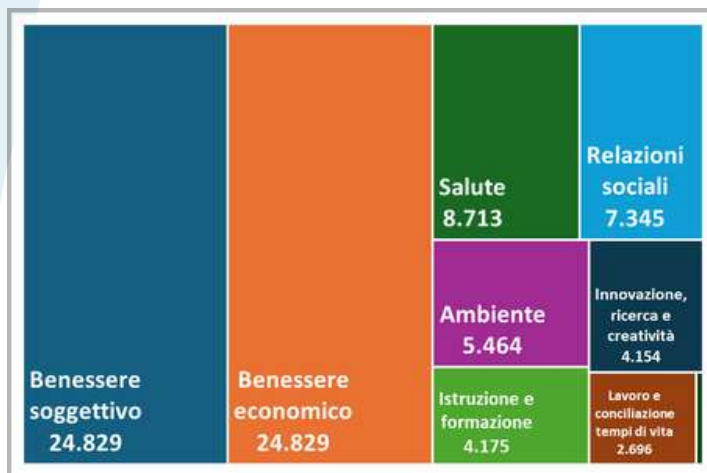 Benessere
soggettivo
24.829
Benessere
economico
24.829
Salute
8.713
Relazioni
sociali
7.345
Ambiente
5.464
Innovazione,
ricerca e
creatività
4.154
Istruzione e
formazione
4.175
Lavoro e
conciliazione
tempi di vita
2.696